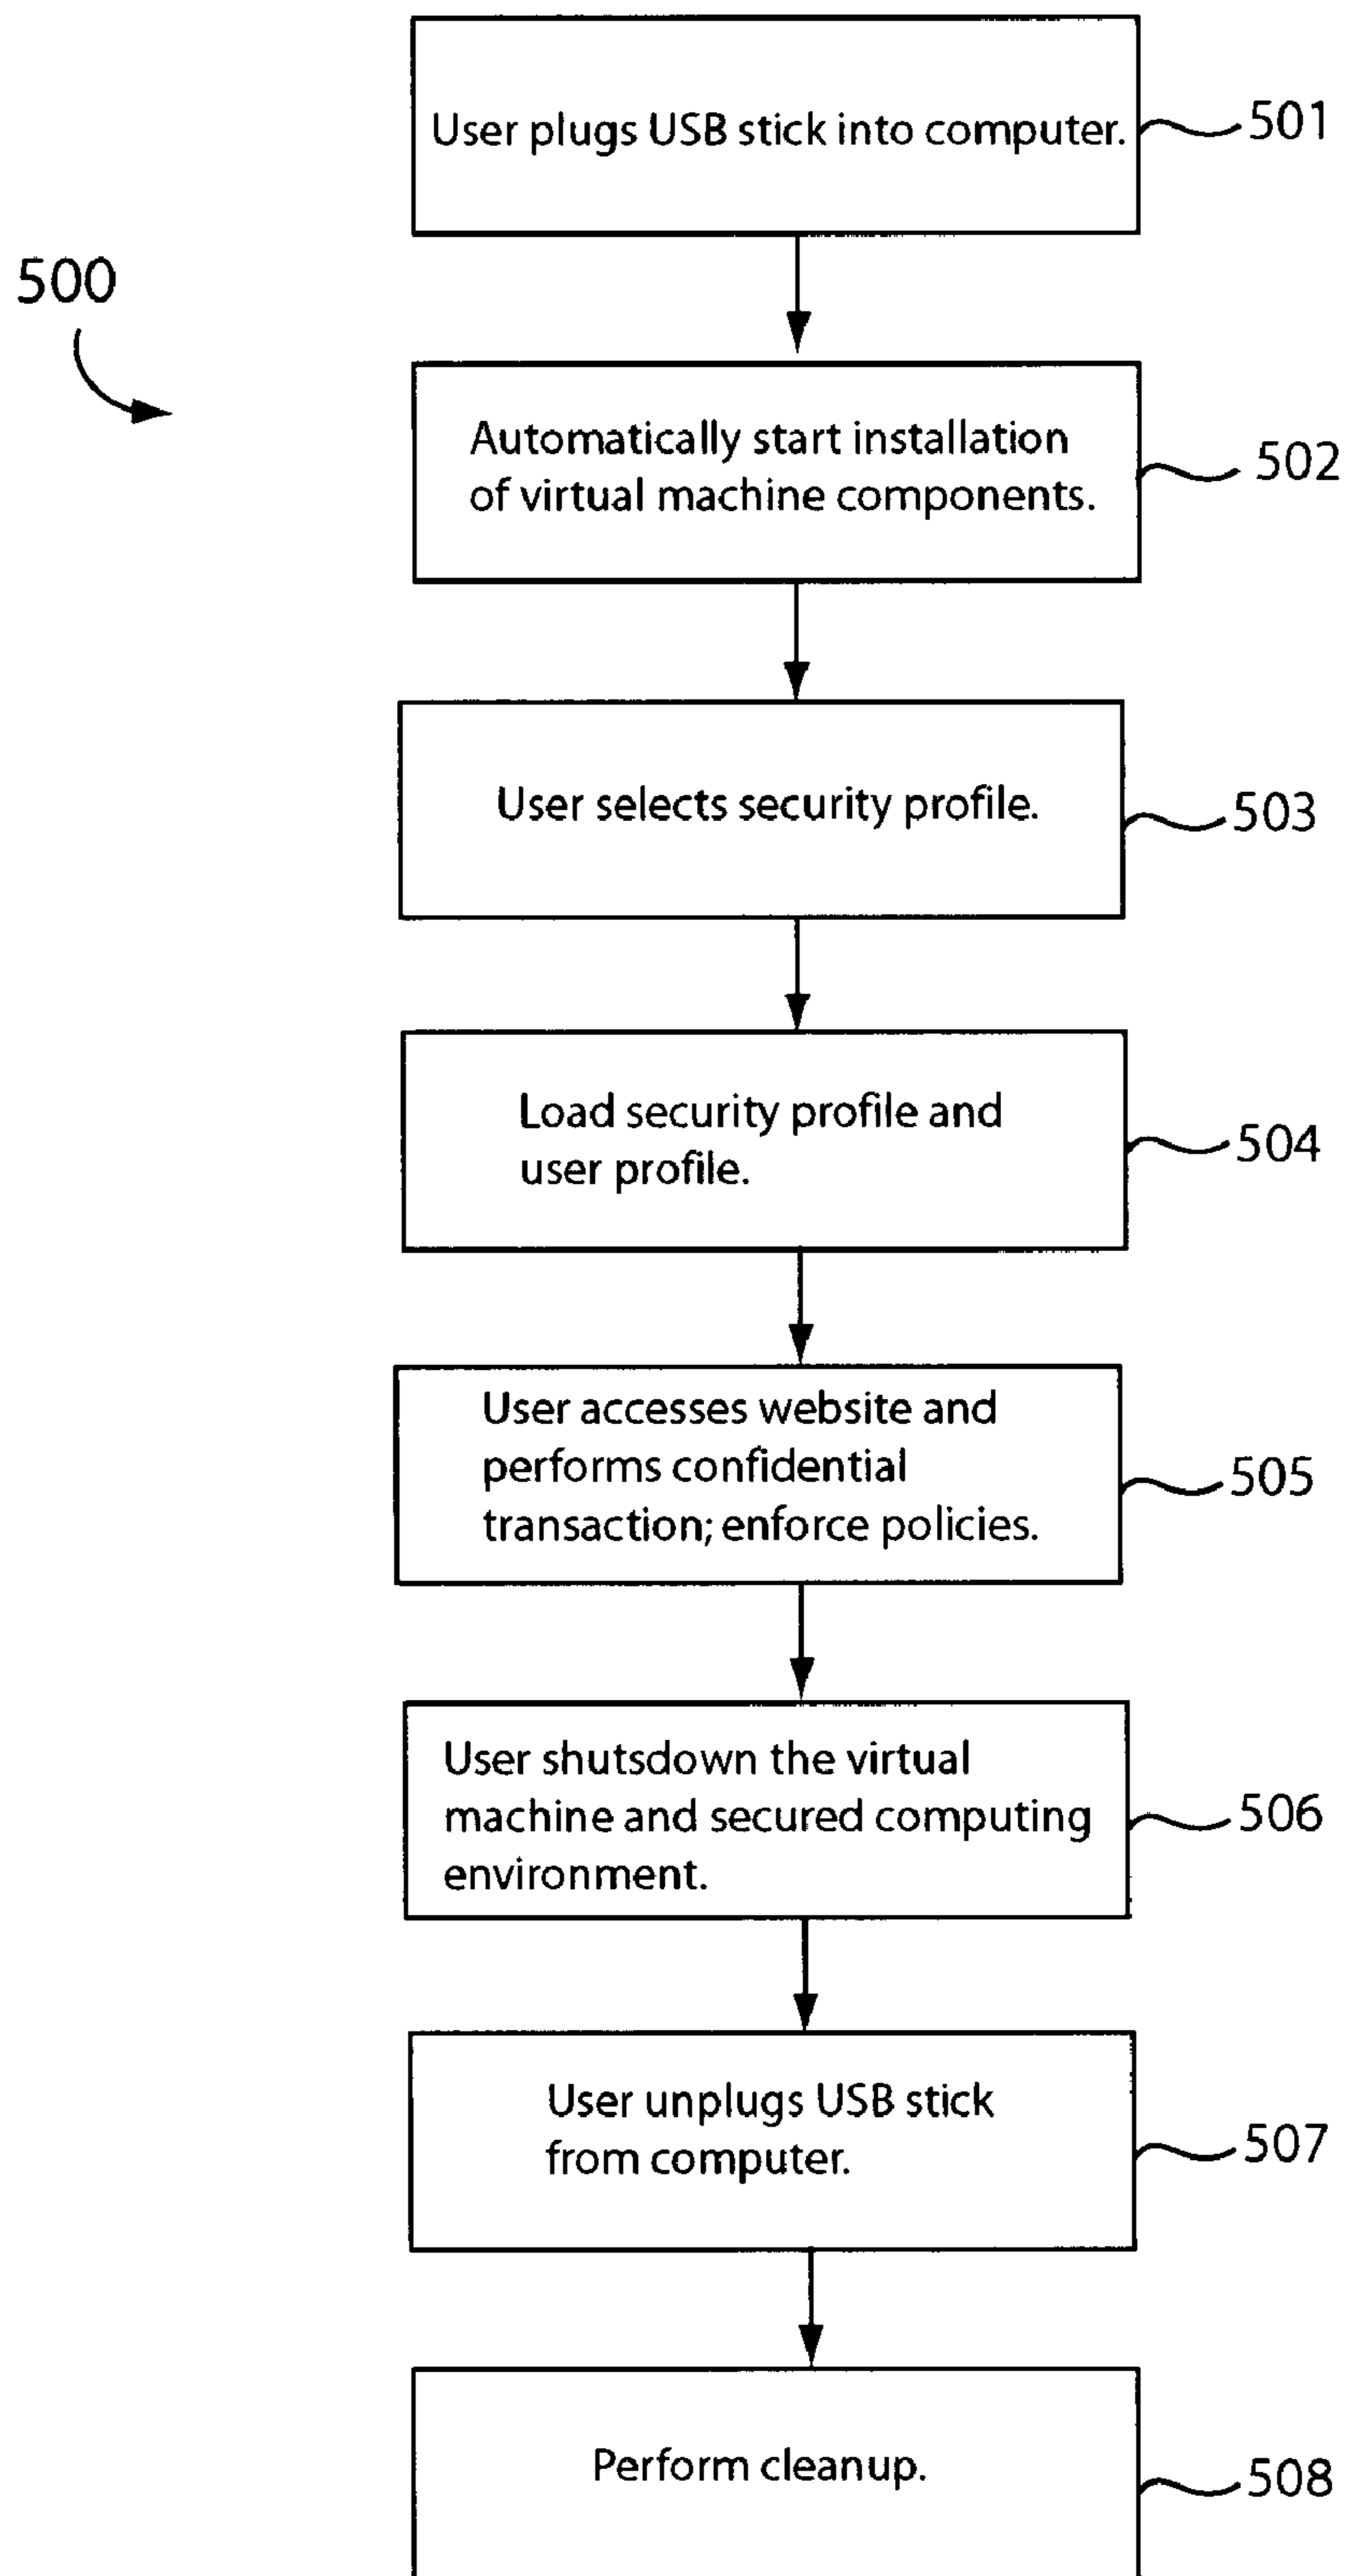 User plugs USB stick into computer.
501
500
Automatically start installation
of virtual machine components.
502
User selects security profile.
503
Load security profile and
user profile.
504
User accesses website and
performs confidential
transaction; enforce policies.
505
User shutsdown the virtual
machine and secured computing
environment.
506
User unplugs USB stick
from computer.
507
Perform cleanup.
508